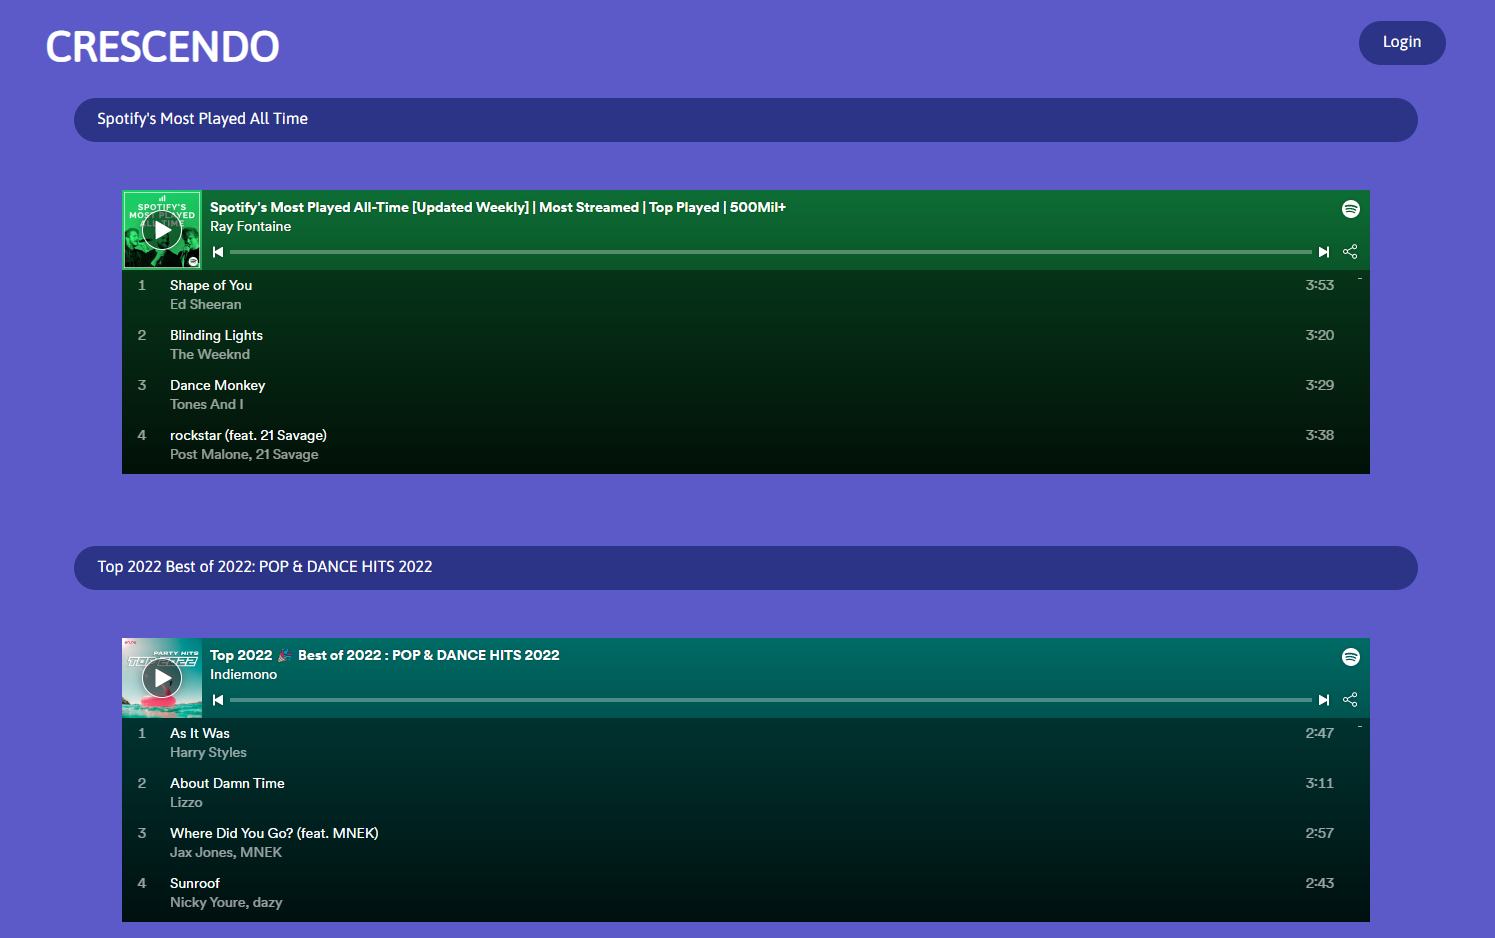 CRESCENDO
Login
Spotify's Most Played All Time
SPOTIFY'S
MOST PLAYED
ALL TIME
Spotify's Most Played All-Time [Updated Weekly] | Most Streamed | Top Played | 500Mil+
Ray Fontaine
1 Shape of You 3:53
Ed Sheeran
2 Blinding Lights 3:20
The Weeknd
3 Dance Monkey 3:29
Tones And I
4 rockstar (feat. 21 Savage) 3:38
Post Malone, 21 Savage
Top 2022 Best of 2022: POP & DANCE HITS 2022
PARTY HITS
TOP 2022
Top 2022 🎉 Best of 2022 : POP & DANCE HITS 2022
Indiemono
1 As It Was 2:47
Harry Styles
2 About Damn Time 3:11
Lizzo
3 Where Did You Go? (feat. MNEK) 2:57
Jax Jones, MNEK
4 Sunroof 2:43
Nicky Youre, dazy